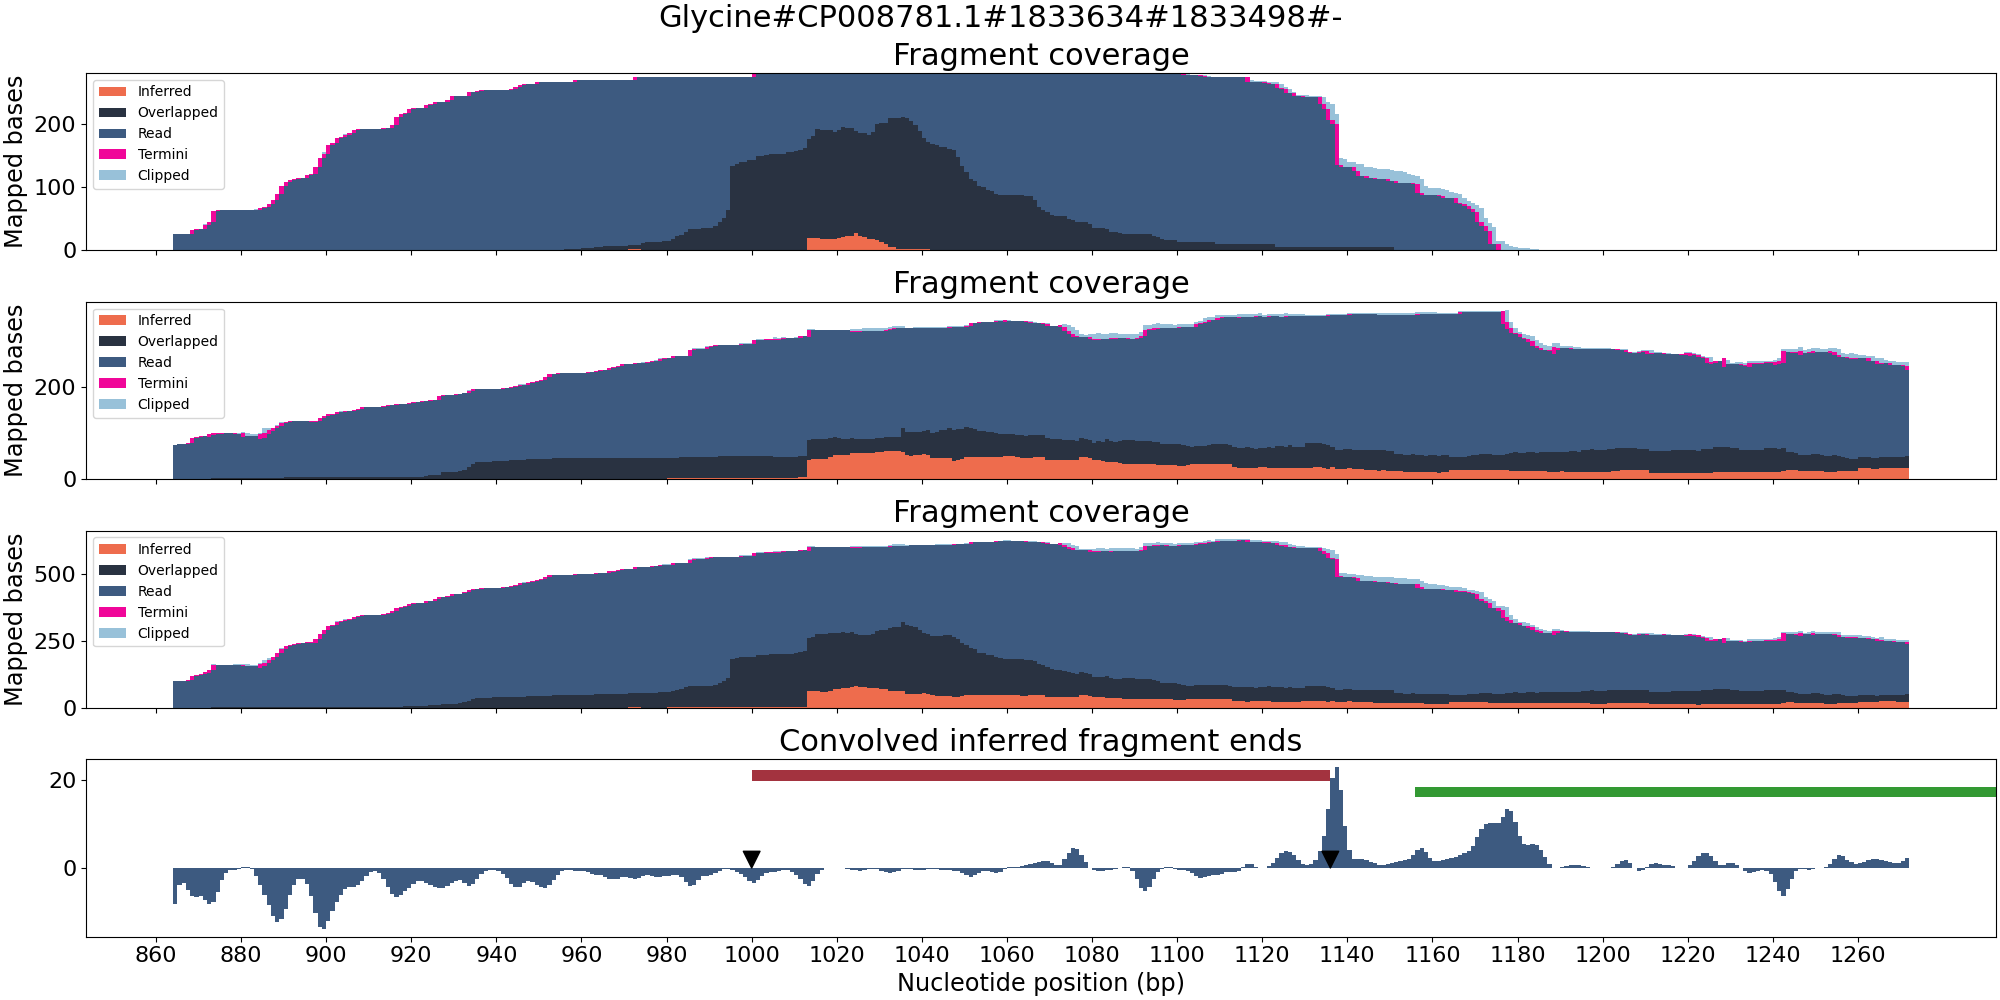 Glycine#CP008781.1#1833634#1833498#-
Fragment coverage
Mapped bases
200
100
0
Inferred
Overlapped
Read
Termini
Clipped
Fragment coverage
Mapped bases
200
0
Inferred
Overlapped
Read
Termini
Clipped
Fragment coverage
Mapped bases
500
250
0
Inferred
Overlapped
Read
Termini
Clipped
Convolved inferred fragment ends
20
0
860 880 900 920 940 960 980 1000 1020 1040 1060 1080 1100 1120 1140 1160 1180 1200 1220 1240 1260
Nucleotide position (bp)